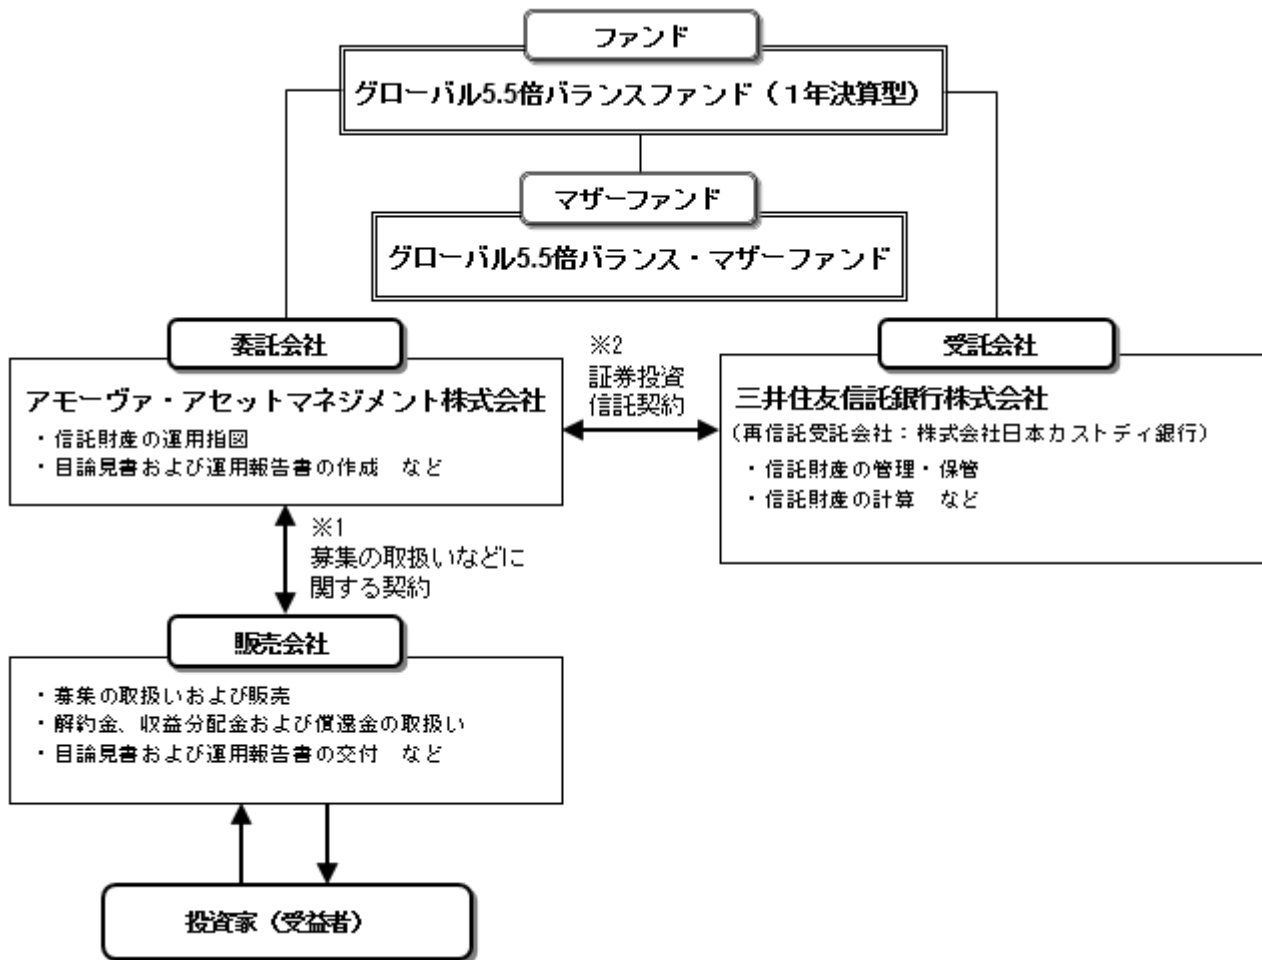 ファンド
グローバル5.5倍バランスファンド（１年決算型）
マザーファンド
グローバル5.5倍バランス・マザーファンド
委託会社
アモーヴァ・アセットマネジメント株式会社
・信託財産の運用指図
・目論見書および運用報告書の作成　など
※2
証券投資
信託契約
受託会社
三井住友信託銀行株式会社
（再信託受託会社：株式会社日本カストディ銀行）
・信託財産の管理・保管
・信託財産の計算　など
※1
募集の取扱いなどに
関する契約
販売会社
・募集の取扱いおよび販売
・解約金、収益分配金および償還金の取扱い
・目論見書および運用報告書の交付　など
投資家（受益者）